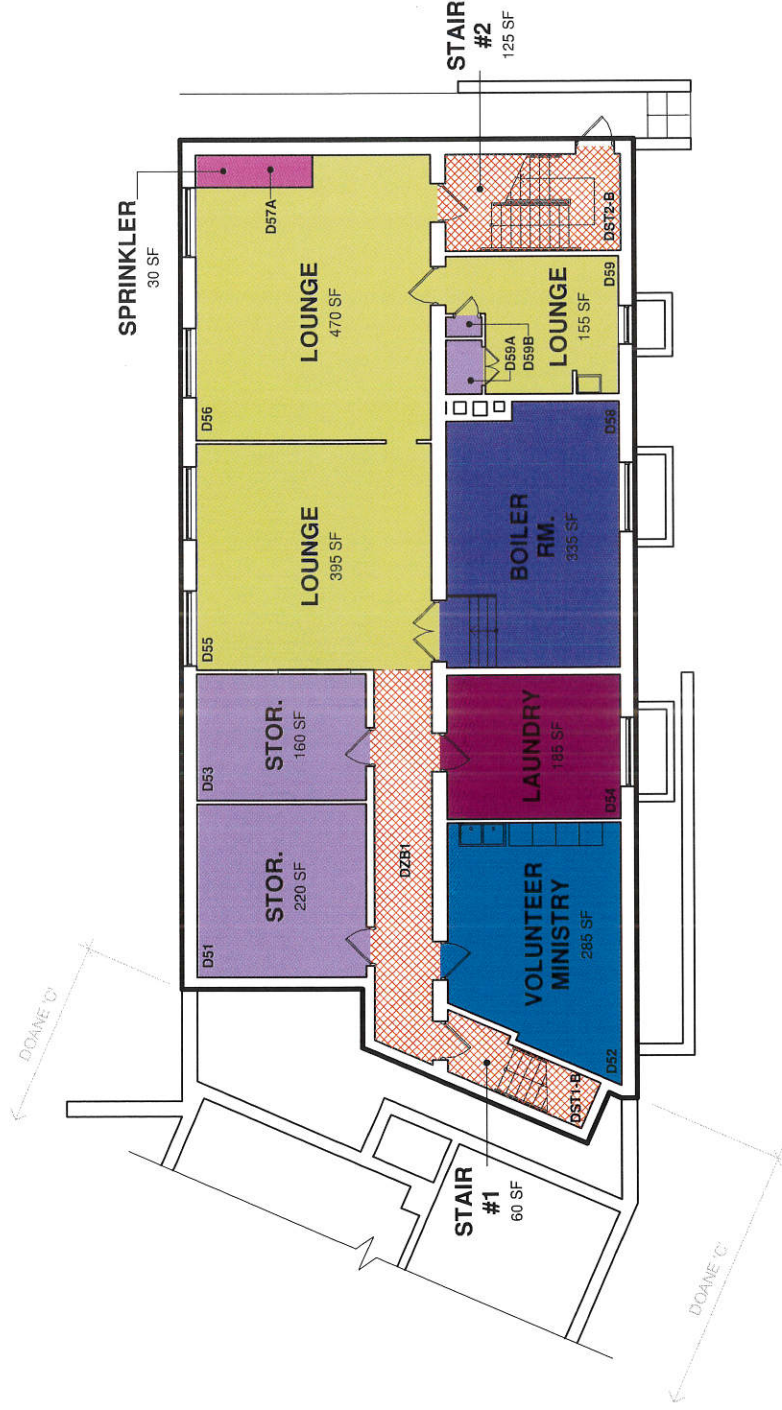 DOANE 'C'
D51
STOR.
220 SF
D53
STOR.
160 SF
D55
LOUNGE
395 SF
D56
LOUNGE
470 SF
SPRINKLER
30 SF
D57A
DZB1
STAIR
#1
60 SF
DST1-B
D52
VOLUNTEER
MINISTRY
285 SF
D54
LAUNDRY
185 SF
BOILER
RM.
335 SF
D58
D59A
D59B
LOUNGE
155 SF
D59
STAIR
#2
125 SF
DST2-B
DOANE 'C'